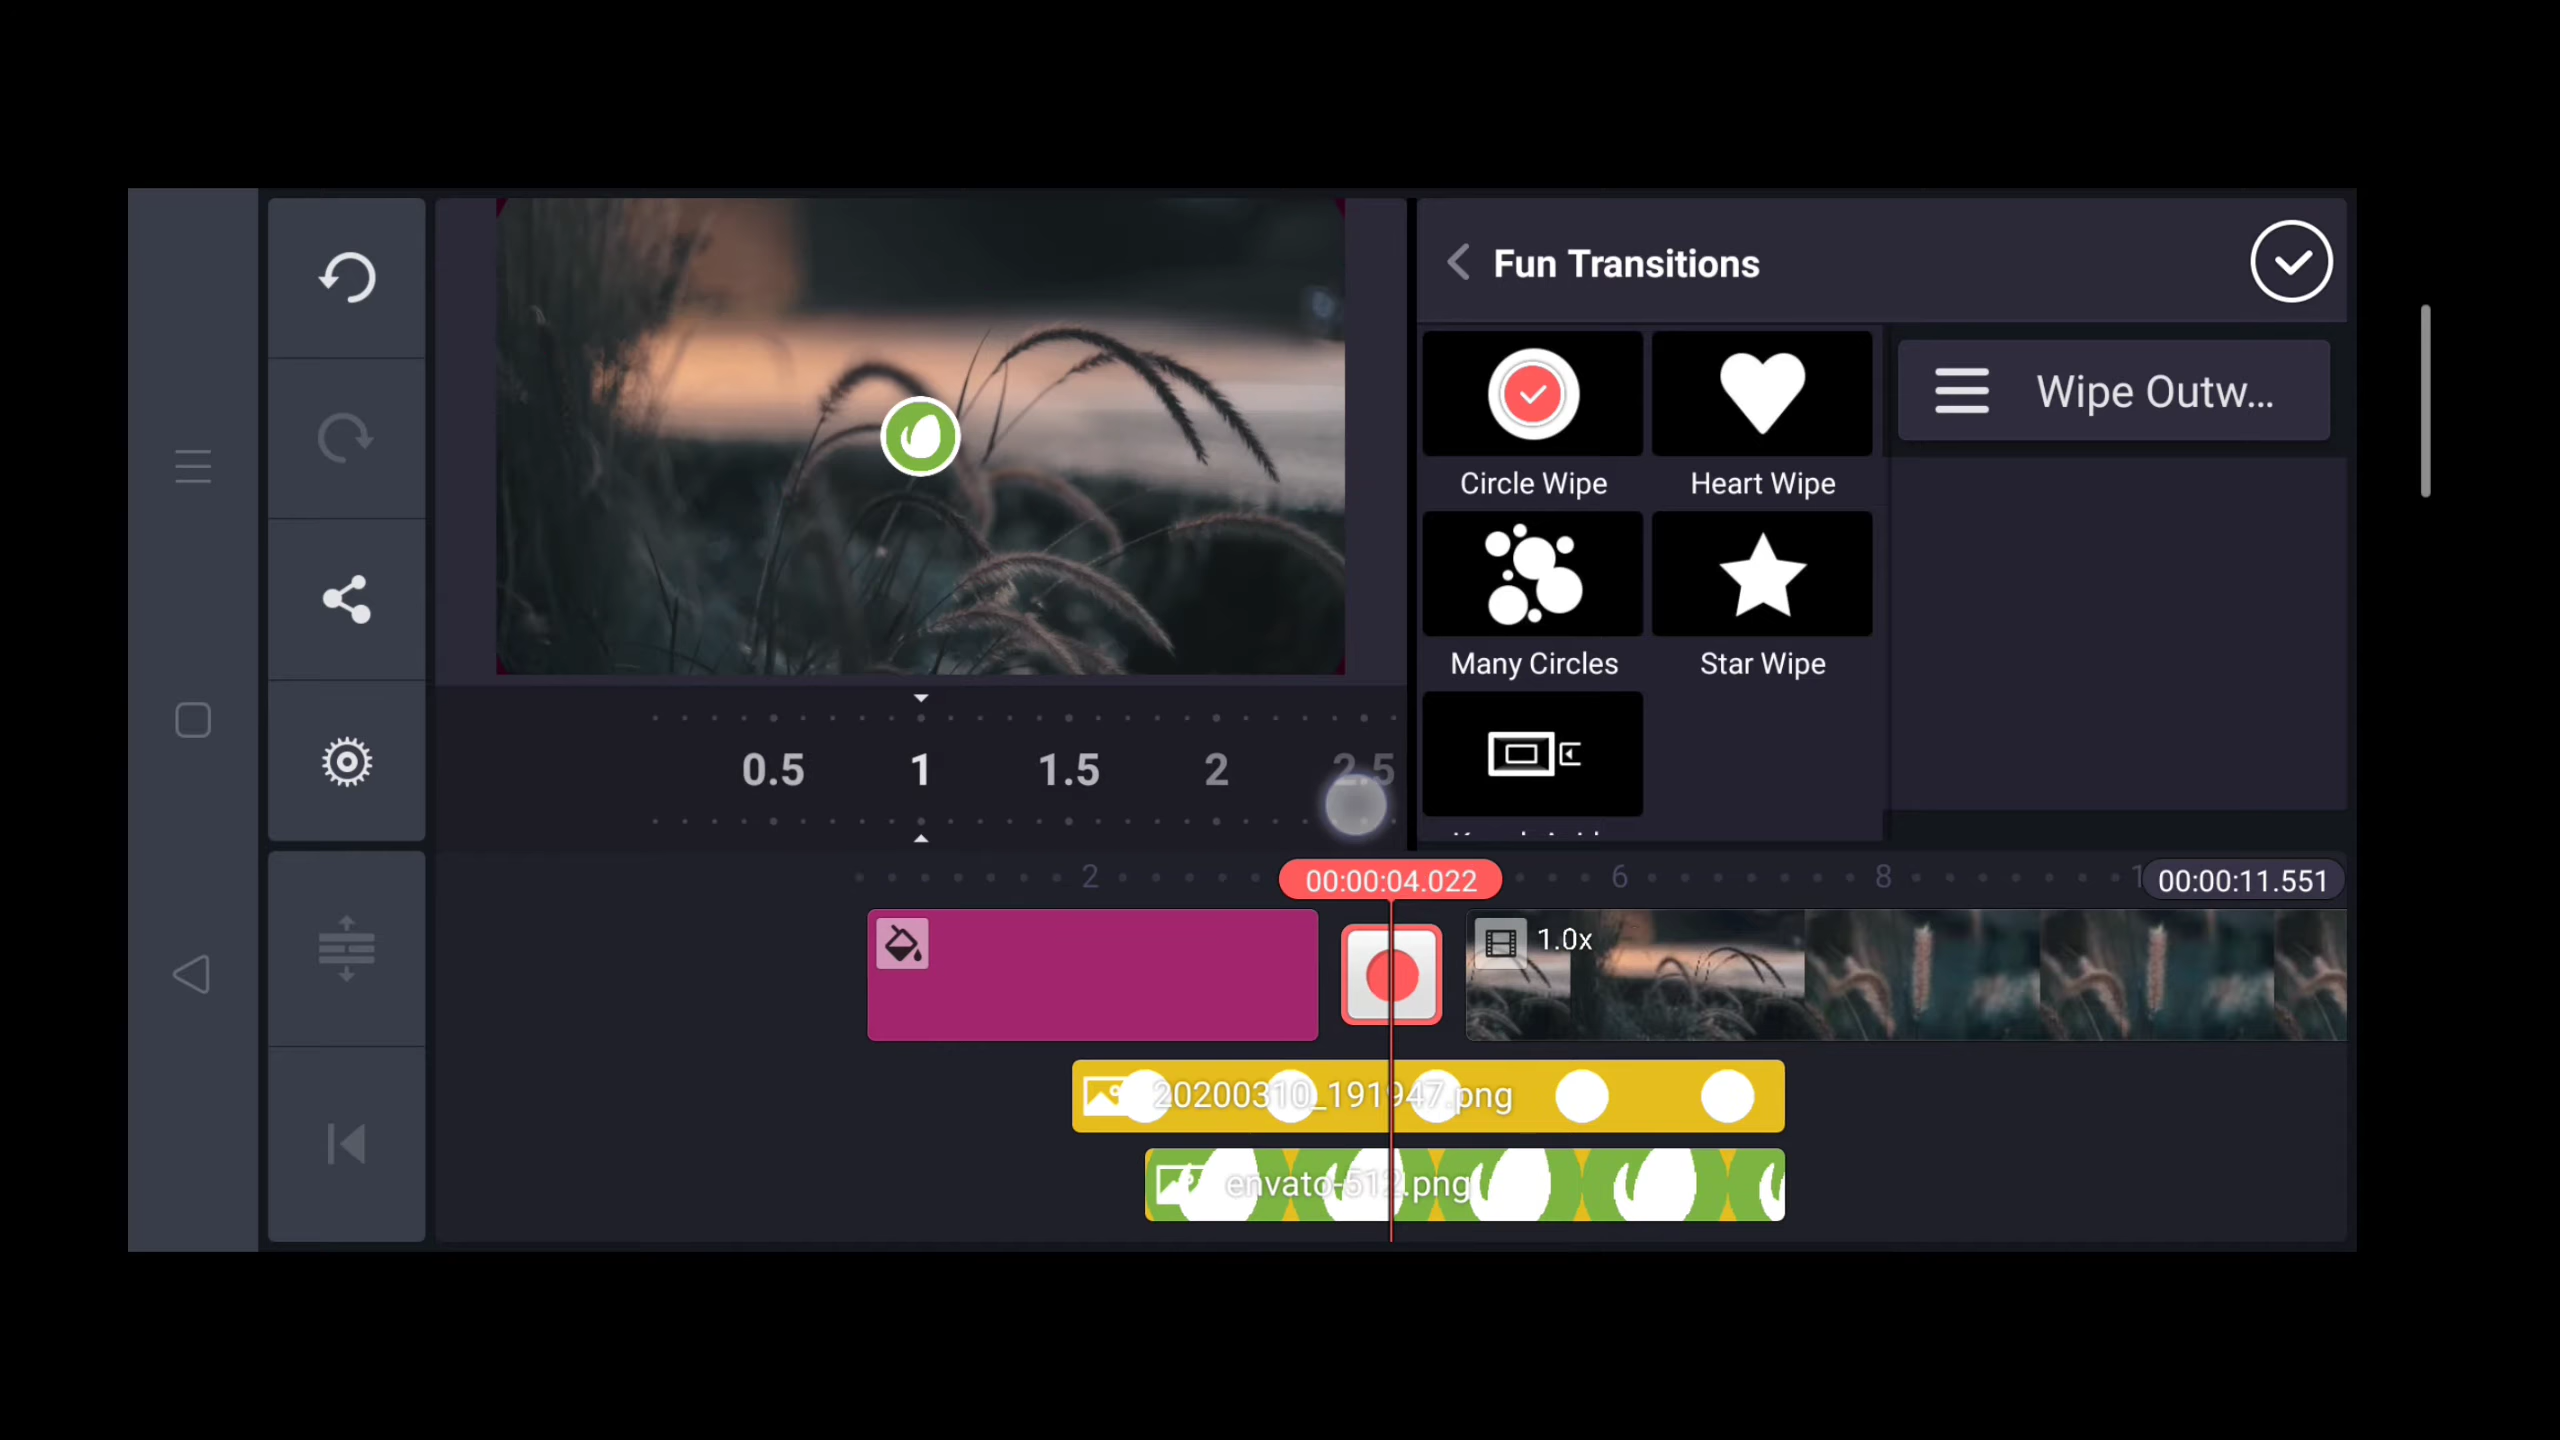 Fun Transitions
Wipe Outw...
Circle Wipe
Heart Wipe
Many Circles
Star Wipe
0.5 1 1.5 2 2.5
2 00:00:04.022 6 8 00:00:11.551
1.0x
20200310_191947.png
envato-512.png